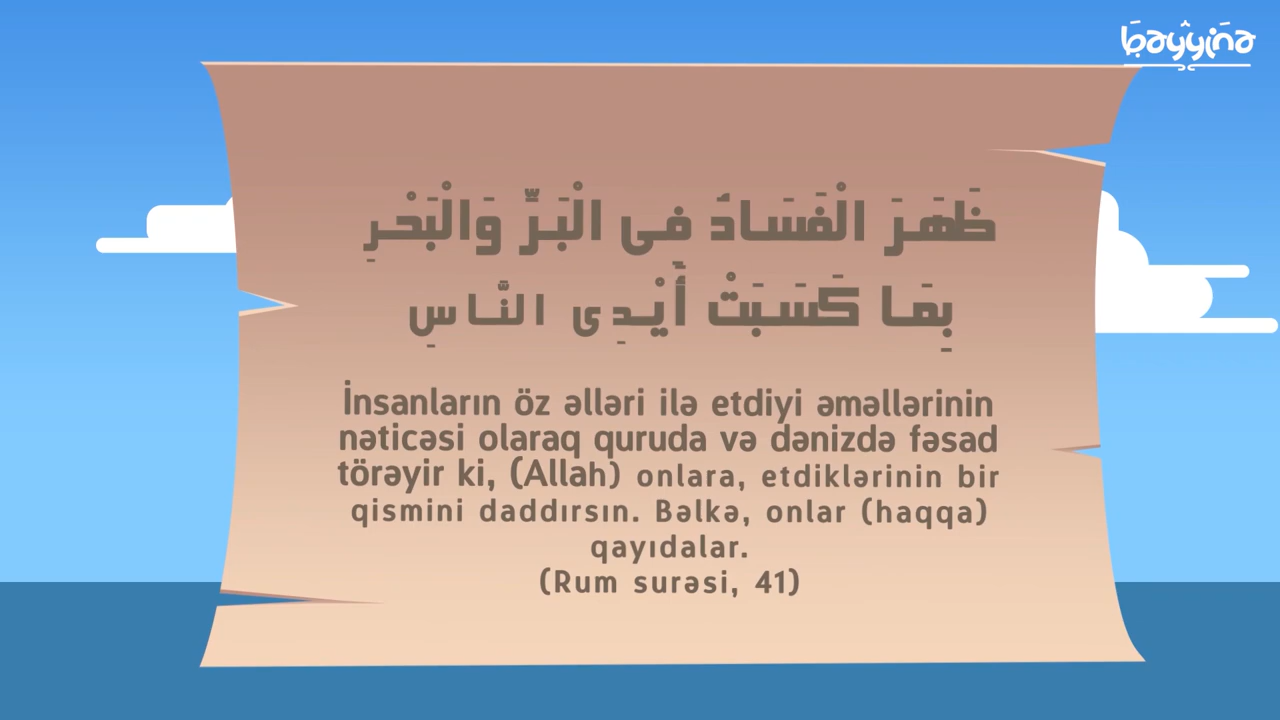 bayyina
ظَهَرَ الْفَسَادُ فِى الْبَرِّ وَالْبَحْرِ
بِمَا كَسَبَتْ أَيْدِى النَّاسِ
İnsanların öz əlləri ilə etdiyi əməllərinin
nəticəsi olaraq quruda və dənizdə fəsad
törəyir ki, (Allah) onlara, etdiklərinin bir
qismini daddırsın. Bəlkə, onlar (haqqa)
qayıdalar.
(Rum surəsi, 41)